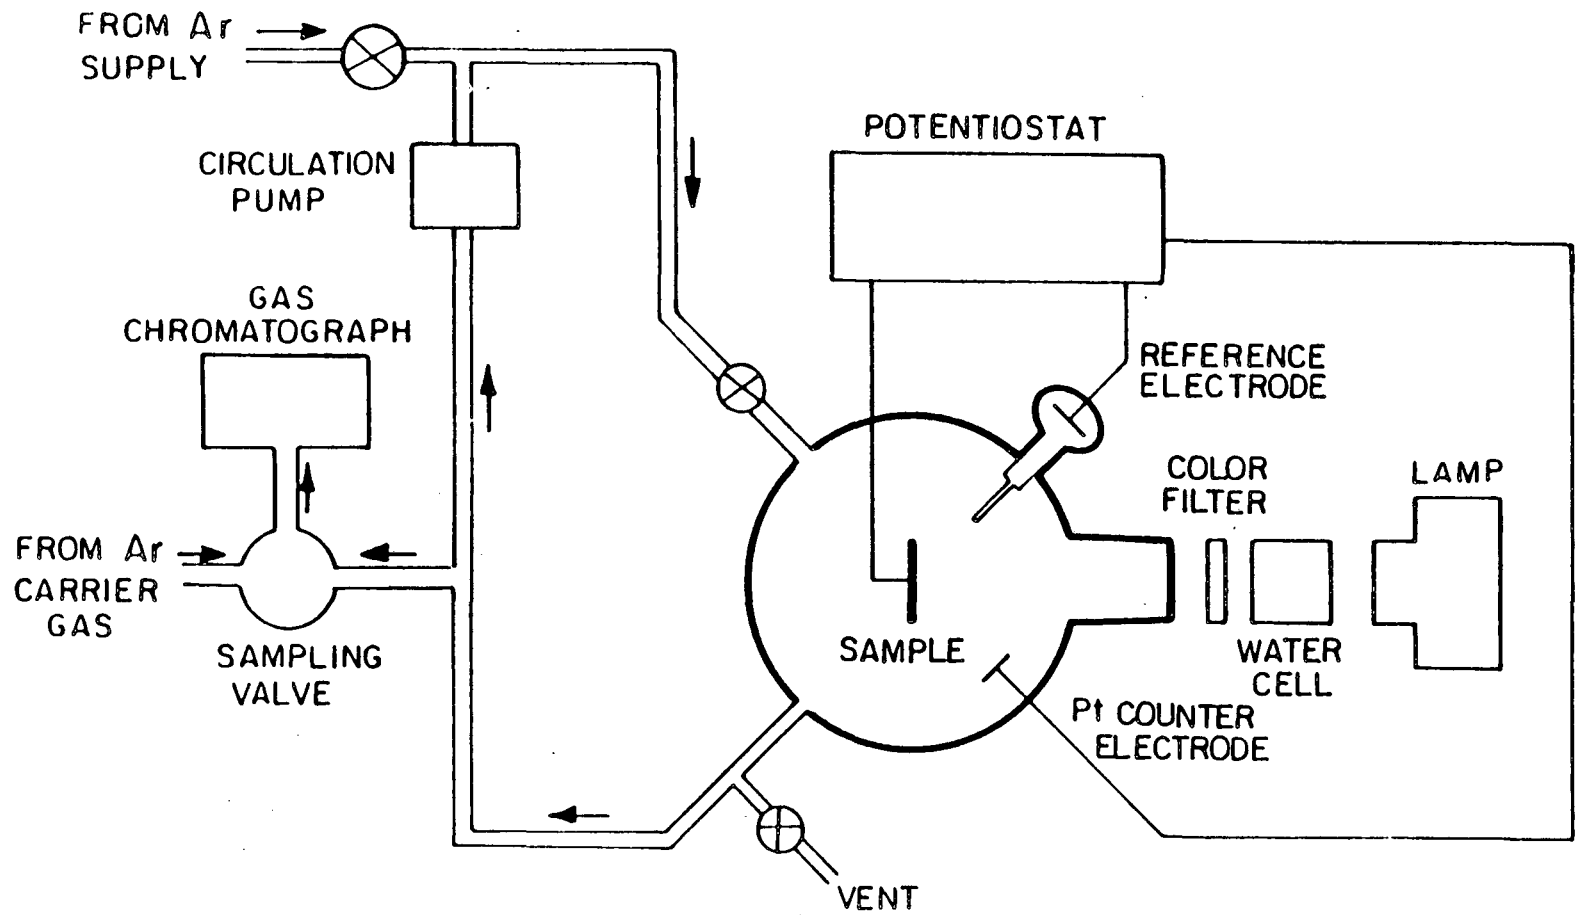 FROM Ar
SUPPLY
POTENTIOSTAT
CIRCULATION
PUMP
GAS
CHROMATOGRAPH
REFERENCE
ELECTRODE
COLOR
FILTER
LAMP
FROM Ar
CARRIER
GAS
SAMPLING
VALVE
SAMPLE
WATER
CELL
Pt COUNTER
ELECTRODE
VENT